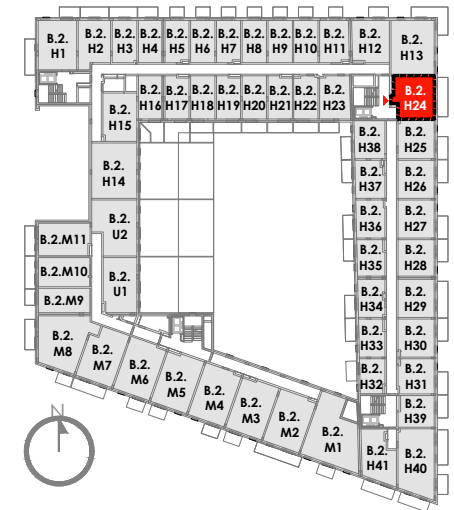 B.2.
H1
B.2.
H2
B.2.
H3
B.2.
H4
B.2.
H5
B.2.
H6
B.2.
H7
B.2.
H8
B.2.
H9
B.2.
H10
B.2.
H11
B.2.
H12
B.2.
H13
B.2.
H24
B.2.
H15
B.2.
H16
B.2.
H17
B.2.
H18
B.2.
H19
B.2.
H20
B.2.
H21
B.2.
H22
B.2.
H23
B.2.
H38
B.2.
H25
B.2.
H14
B.2.
H37
B.2.
H26
B.2.
U2
B.2.
H36
B.2.
H27
B.2.M11
B.2.
H35
B.2.
H28
B.2.M10
B.2.
U1
B.2.M9
B.2.
H34
B.2.
H29
B.2.
M8
B.2.
M7
B.2.
M6
B.2.
M5
B.2.
M4
B.2.
M3
B.2.
M2
B.2.
M1
B.2.
H33
B.2.
H30
B.2.
H32
B.2.
H31
B.2.
H39
B.2.
H41
B.2.
H40
N